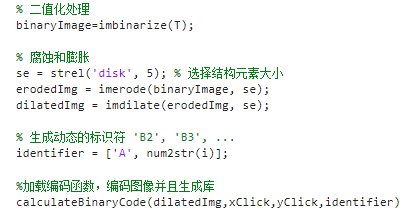 % 二值化处理
binaryImage=imbinarize(T);
% 腐蚀和膨胀
se = strel('disk', 5); % 选择结构元素大小
erodedImg = imerode(binaryImage, se);
dilatedImg = imdilate(erodedImg, se);
% 生成动态的标识符 'B2', 'B3', ...
identifier = ['A', num2str(i)];
%加载编码函数，编码图像并且生成库
calculateBinaryCode(dilatedImg,xClick,yClick,identifier)